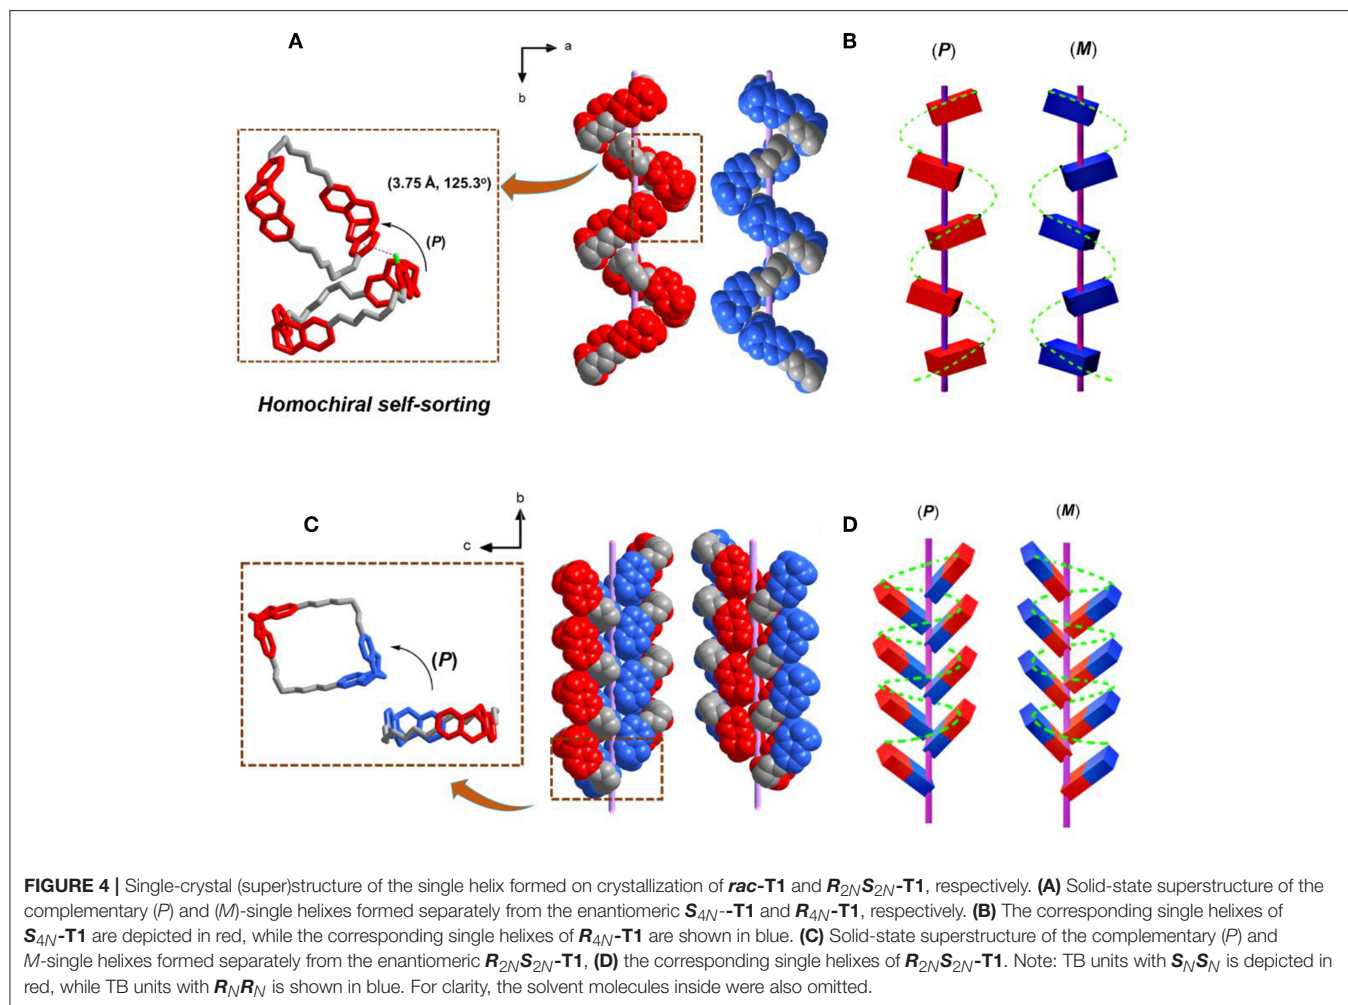 A
a
b
B
(P)
(M)
(3.75 Å, 125.3º)
(P)
Homochiral self-sorting
C
b
c
D
(P)
(M)
(P)
FIGURE 4 | Single-crystal (super)structure of the single helix formed on crystallization of rac-T1 and R2NS2N-T1, respectively. (A) Solid-state superstructure of the
complementary (P) and (M)-single helixes formed separately from the enantiomeric S4N--T1 and R4N-T1, respectively. (B) The corresponding single helixes of
S4N-T1 are depicted in red, while the corresponding single helixes of R4N-T1 are shown in blue. (C) Solid-state superstructure of the complementary (P) and
M-single helixes formed separately from the enantiomeric R2NS2N-T1, (D) the corresponding single helixes of R2NS2N-T1. Note: TB units with SNSN is depicted in
red, while TB units with RNRN is shown in blue. For clarity, the solvent molecules inside were also omitted.